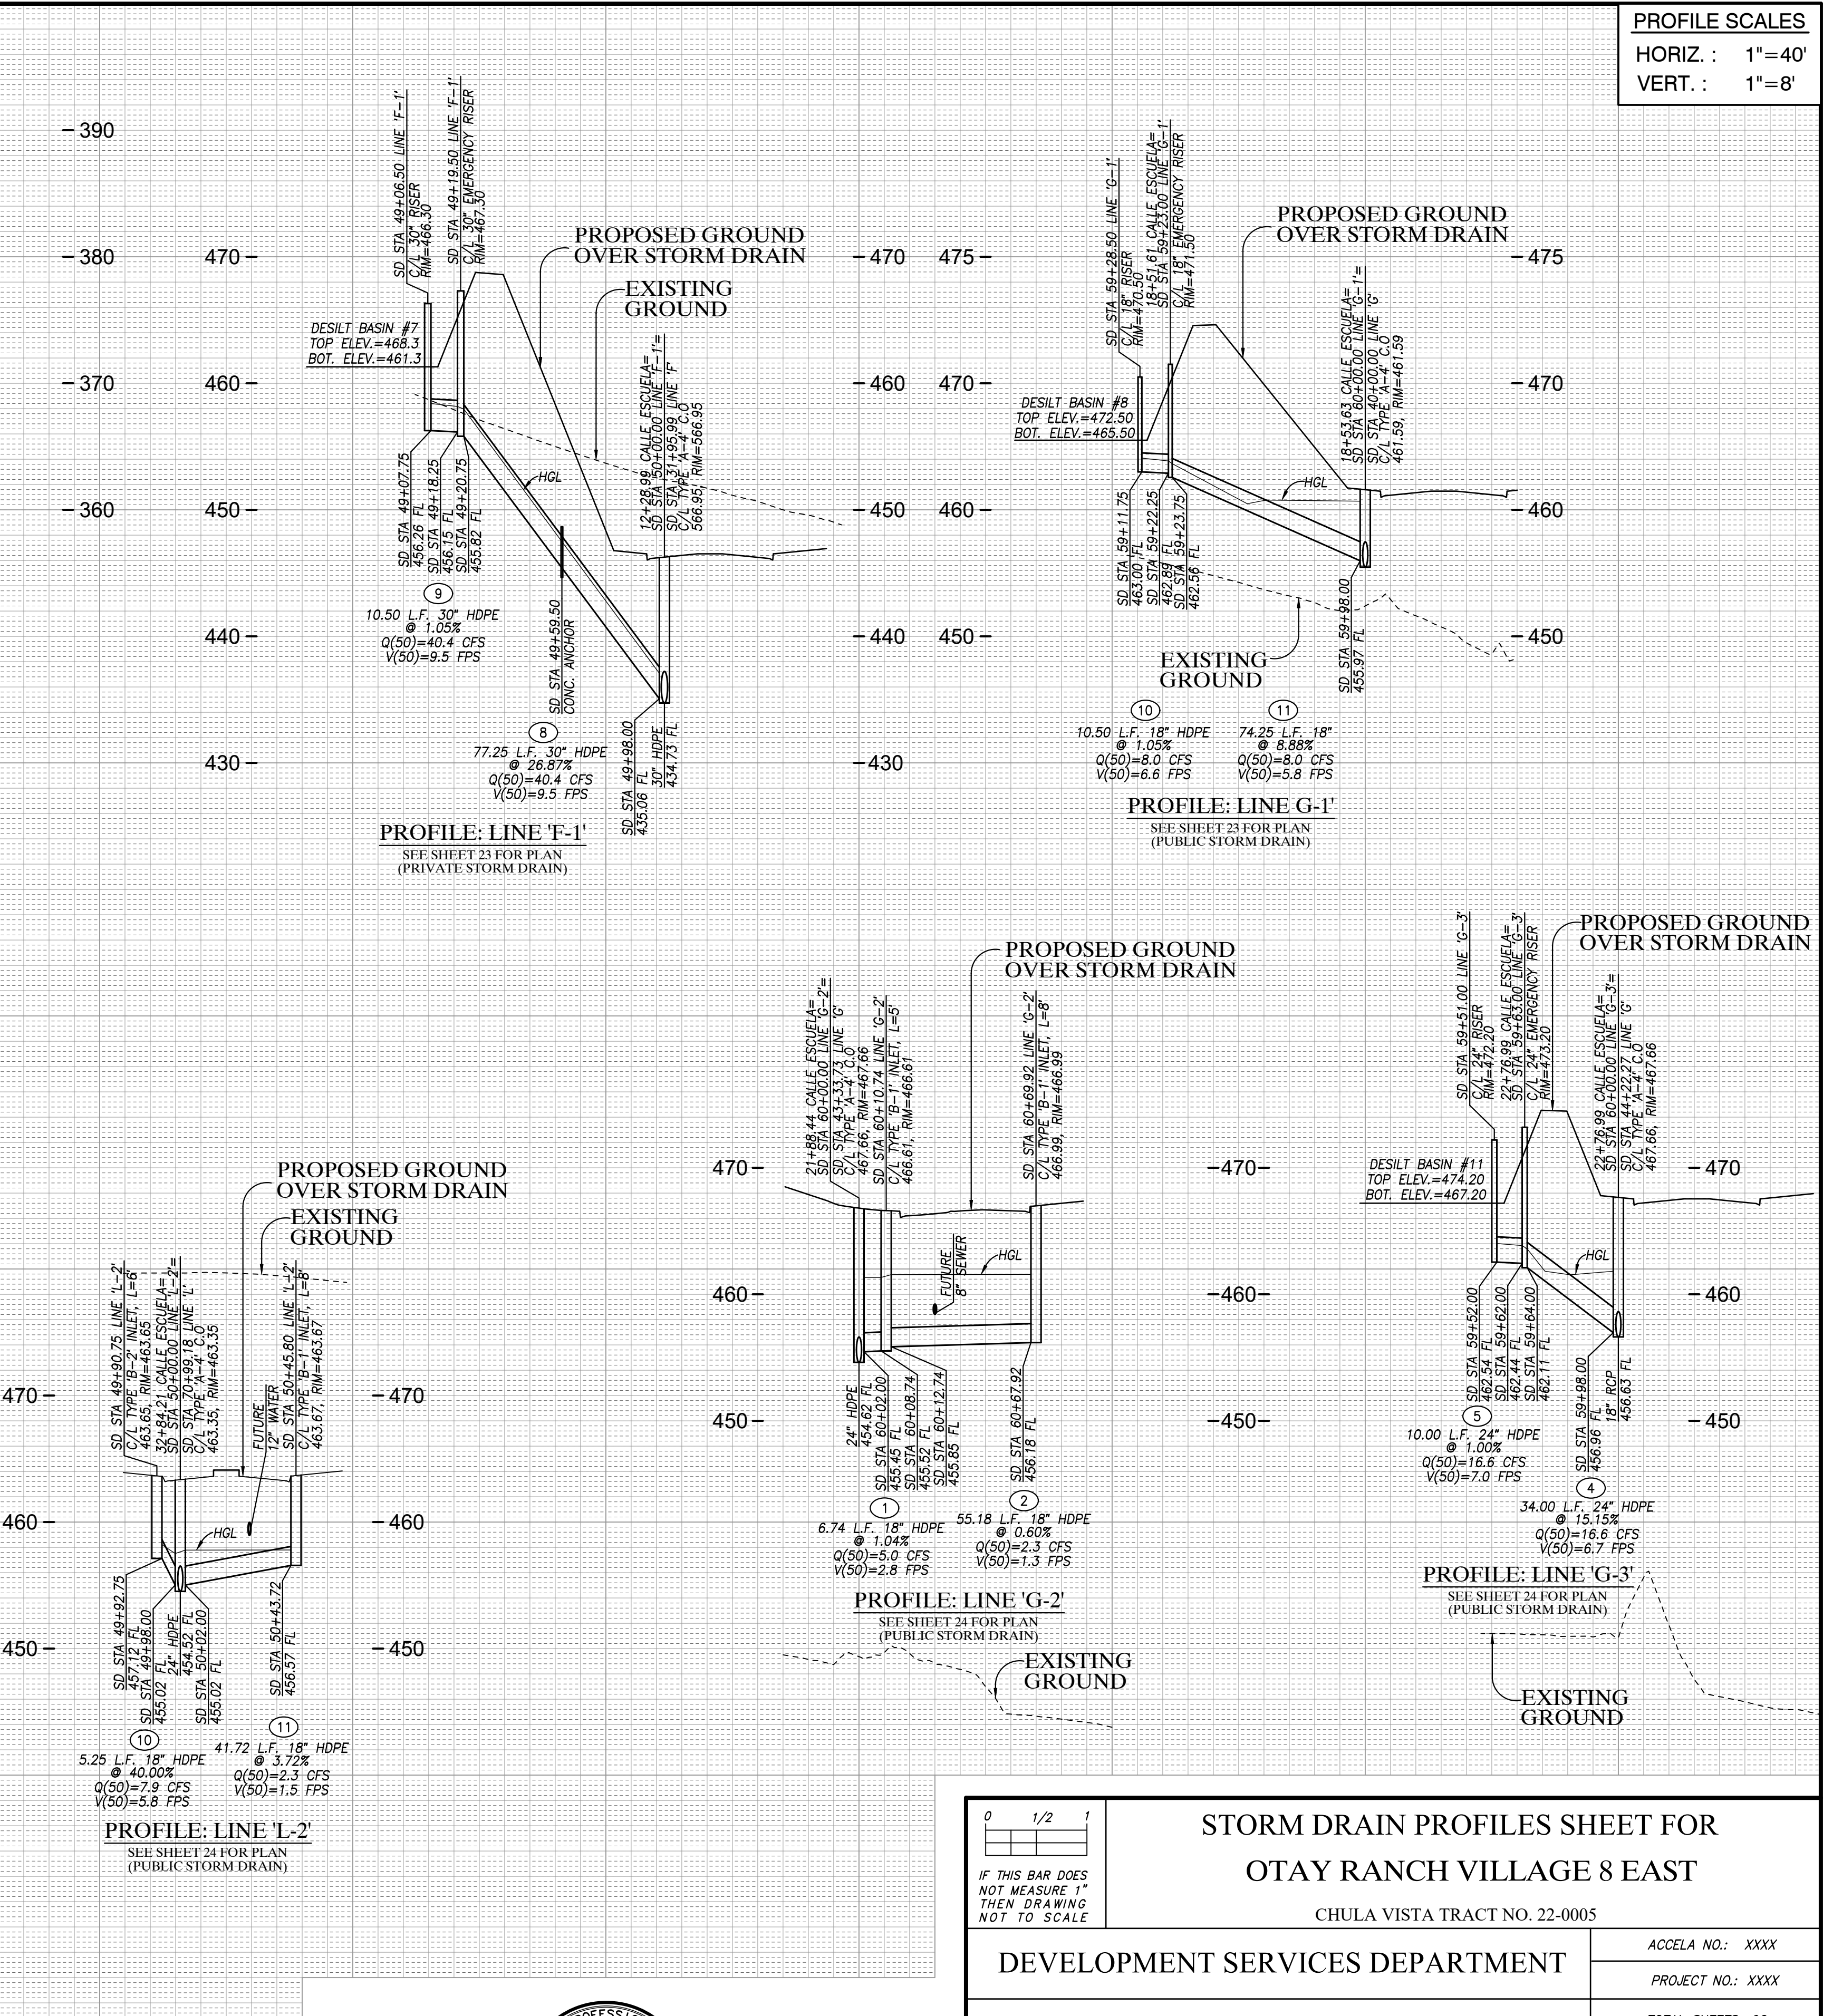 PROFILE SCALES
HORIZ. : 1"=40'
VERT. : 1"=8'
390
380
370
360
470
460
450
440
430
SD STA 49+06.50 LINE 'F-1'
C/L 30" RISER
RIM=466.30
SD STA 49+19.50 LINE 'F-1'
C/L 30" EMERGENCY RISER
RIM=467.30
PROPOSED GROUND
OVER STORM DRAIN
EXISTING
GROUND
DESILT BASIN #7
TOP ELEV.=468.3
BOT. ELEV.=461.3
12+28.99 CALLE ESCUELA=
SD STA 50+00.00 LINE 'F-1'=
SD STA 31+95.99 LINE 'F'
C/L TYPE 'A-4' C.O
566.95, RIM=566.95
HGL
SD STA 49+07.75
456.26 FL
SD STA 49+18.25
456.15 FL
SD STA 49+20.75
455.82 FL
9
10.50 L.F. 30" HDPE
@ 1.05%
Q(50)=40.4 CFS
V(50)=9.5 FPS
SD STA 49+59.50
CONC. ANCHOR
8
77.25 L.F. 30" HDPE
@ 26.87%
Q(50)=40.4 CFS
V(50)=9.5 FPS
SD STA 49+98.00
435.06 FL
30" HDPE
434.73 FL
470
460
450
440
430
PROFILE: LINE 'F-1'
SEE SHEET 23 FOR PLAN
(PRIVATE STORM DRAIN)
475
470
460
450
SD STA 59+28.50 LINE 'G-1'
C/L 18" RISER
RIM=470.50
18+51.61 CALLE ESCUELA=
SD STA 59+23.00 LINE 'G-1'
C/L 18" EMERGENCY RISER
RIM=471.50
PROPOSED GROUND
OVER STORM DRAIN
DESILT BASIN #8
TOP ELEV.=472.50
BOT. ELEV.=465.50
18+53.63 CALLE ESCUELA=
SD STA 60+00.00 LINE 'G-1'=
SD STA 40+00.00 LINE 'G'
C/L TYPE 'A-4' C.O
461.59, RIM=461.59
HGL
SD STA 59+11.75
463.00 FL
SD STA 59+22.25
462.89 FL
SD STA 59+23.75
462.56 FL
SD STA 59+98.00
455.97 FL
EXISTING
GROUND
475
470
460
450
10
10.50 L.F. 18" HDPE
@ 1.05%
Q(50)=8.0 CFS
V(50)=6.6 FPS
11
74.25 L.F. 18"
@ 8.88%
Q(50)=8.0 CFS
V(50)=5.8 FPS
PROFILE: LINE G-1'
SEE SHEET 23 FOR PLAN
(PUBLIC STORM DRAIN)
PROPOSED GROUND
OVER STORM DRAIN
EXISTING
GROUND
SD STA 49+90.75 LINE 'L-2'
C/L TYPE 'B-2' INLET, L=6'
463.65, RIM=463.65
32+84.21 CALLE ESCUELA=
SD STA 50+00.00 LINE 'L-2'=
SD STA 70+99.18 LINE 'L'
C/L TYPE 'A-4' C.O
463.35, RIM=463.35
FUTURE
12" WATER
SD STA 50+45.80 LINE 'L-2'
C/L TYPE 'B-1' INLET, L=8'
463.67, RIM=463.67
470
460
450
HGL
470
460
450
SD STA 49+92.75
457.12 FL
SD STA 49+98.00
455.02 FL
24" HDPE
454.52 FL
SD STA 50+02.00
455.02 FL
SD STA 50+43.72
456.57 FL
10
5.25 L.F. 18" HDPE
@ 40.00%
Q(50)=7.9 CFS
V(50)=5.8 FPS
11
41.72 L.F. 18" HDPE
@ 3.72%
Q(50)=2.3 CFS
V(50)=1.5 FPS
PROFILE: LINE 'L-2'
SEE SHEET 24 FOR PLAN
(PUBLIC STORM DRAIN)
PROPOSED GROUND
OVER STORM DRAIN
21+88.44 CALLE ESCUELA=
SD STA 60+00.00 LINE 'G-2'=
SD STA 43+33.73 LINE 'G'
C/L TYPE 'A-4' C.O
467.66, RIM=467.66
SD STA 60+10.74 LINE 'G-2'
C/L TYPE 'B-1' INLET, L=5'
466.61, RIM=466.61
SD STA 60+69.92 LINE 'G-2'
C/L TYPE 'B-1' INLET, L=8'
466.99, RIM=466.99
470
460
450
FUTURE
8" SEWER
HGL
470
460
450
24" HDPE
454.62 FL
SD STA 60+02.00
455.45 FL
SD STA 60+08.74
455.52 FL
SD STA 60+12.74
455.85 FL
SD STA 60+67.92
456.18 FL
1
6.74 L.F. 18" HDPE
@ 1.04%
Q(50)=5.0 CFS
V(50)=2.8 FPS
2
55.18 L.F. 18" HDPE
@ 0.60%
Q(50)=2.3 CFS
V(50)=1.3 FPS
PROFILE: LINE 'G-2'
SEE SHEET 24 FOR PLAN
(PUBLIC STORM DRAIN)
EXISTING
GROUND
SD STA 59+51.00 LINE 'G-3'
C/L 24" RISER
RIM=472.20
22+76.99 CALLE ESCUELA=
SD STA 59+63.00 LINE 'G-3'
C/L 24" EMERGENCY RISER
RIM=473.20
PROPOSED GROUND
OVER STORM DRAIN
22+76.99 CALLE ESCUELA=
SD STA 60+00.00 LINE 'G-3'=
SD STA 44+22.27 LINE 'G'
C/L TYPE 'A-4' C.O
467.66, RIM=467.66
DESILT BASIN #11
TOP ELEV.=474.20
BOT. ELEV.=467.20
HGL
470
460
450
SD STA 59+52.00
462.54 FL
SD STA 59+62.00
462.44 FL
SD STA 59+64.00
462.11 FL
SD STA 59+98.00
456.96 FL
18" RCP
456.63 FL
5
10.00 L.F. 24" HDPE
@ 1.00%
Q(50)=16.6 CFS
V(50)=7.0 FPS
4
34.00 L.F. 24" HDPE
@ 15.15%
Q(50)=16.6 CFS
V(50)=6.7 FPS
PROFILE: LINE 'G-3'
SEE SHEET 24 FOR PLAN
(PUBLIC STORM DRAIN)
EXISTING
GROUND
0 1/2 1
IF THIS BAR DOES
NOT MEASURE 1"
THEN DRAWING
NOT TO SCALE
STORM DRAIN PROFILES SHEET FOR
OTAY RANCH VILLAGE 8 EAST
CHULA VISTA TRACT NO. 22-0005
DEVELOPMENT SERVICES DEPARTMENT
ACCELA NO.: XXXX
PROJECT NO.: XXXX